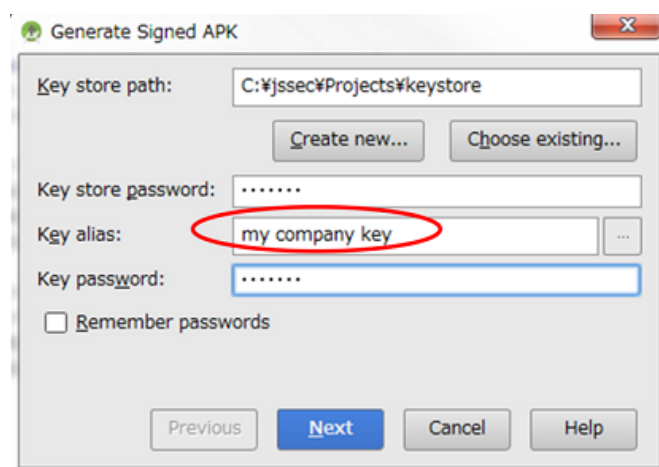 Generate Signed APK
Key store path: C:¥jssec¥Projects¥keystore
Create new... Choose existing...
Key store password: •••••••
Key alias: my company key ...
Key password: •••••••
Remember passwords
Previous Next Cancel Help